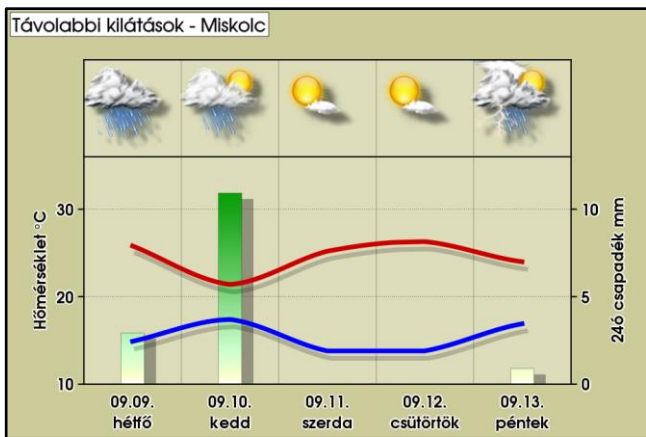 Távolabbi kilátások - Miskolc
Hőmérséklet °C
30
20
10
10
5
0
24ó csapadék mm
09.09. 09.10. 09.11. 09.12. 09.13.
hétfő kedd szerda csütörtök péntek